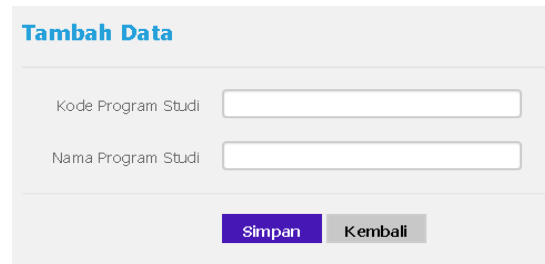 Tambah Data
Kode Program Studi
Nama Program Studi
Simpan Kembali